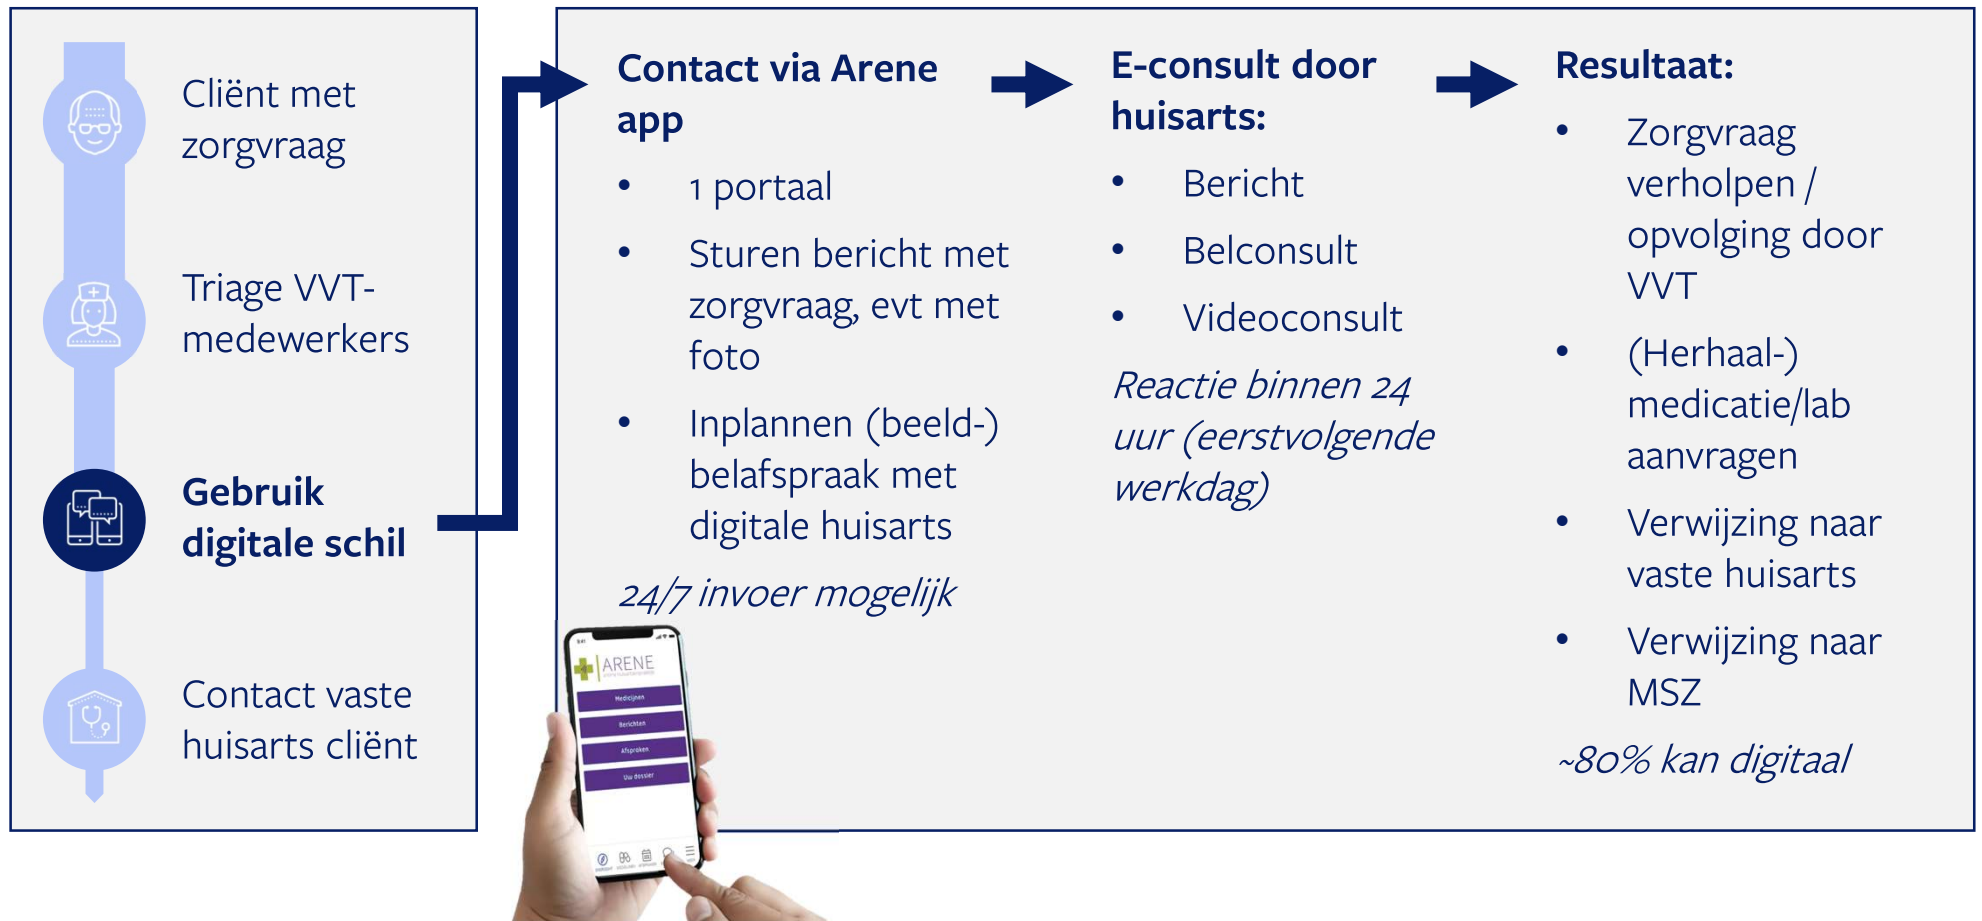 Cliënt met
zorgvraag
Triage VVT-
medewerkers
Gebruik
digitale schil
Contact vaste
huisarts cliënt
Contact via Arene
app
• 1 portaal
• Sturen bericht met
zorgvraag, evt met
foto
• Inplannen (beeld-)
belafspraak met
digitale huisarts
24/7 invoer mogelijk
ARENE
Medicijnen
Berichten
Afspraken
Uw dossier
E-consult door
huisarts:
• Bericht
• Belconsult
• Videoconsult
Reactie binnen 24
uur (eerstvolgende
werkdag)
Resultaat:
• Zorgvraag
verholpen /
opvolging door
VVT
• (Herhaal-)
medicatie/lab
aanvragen
• Verwijzing naar
vaste huisarts
• Verwijzing naar
MSZ
~80% kan digitaal